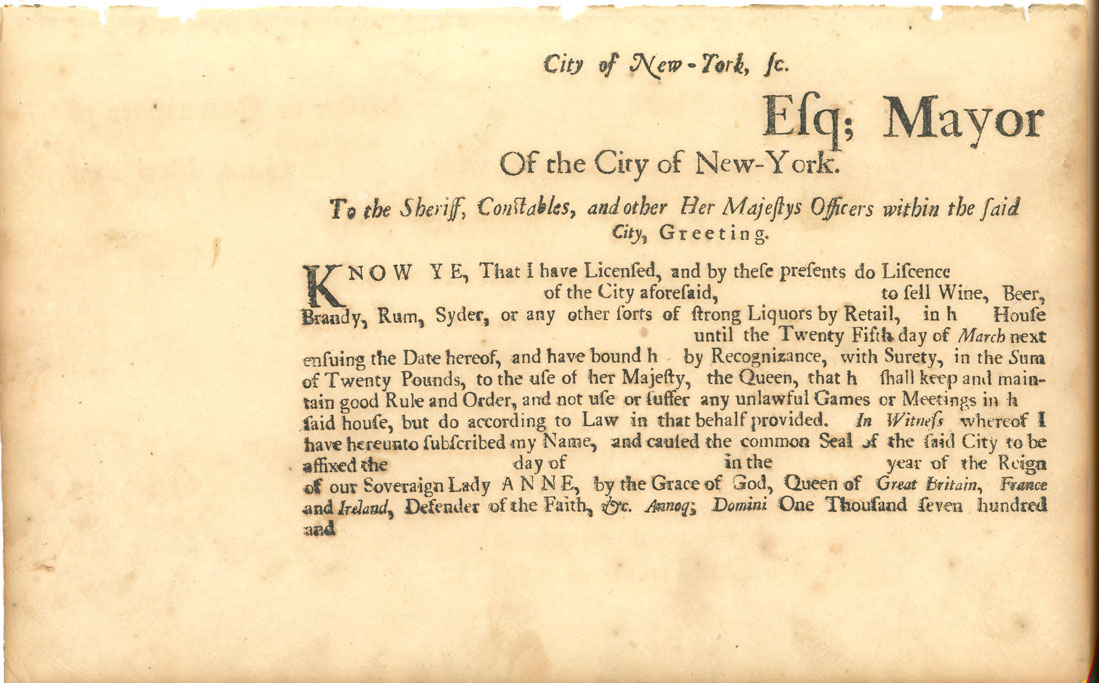 City of New-York, ſc.
Eſq; Mayor
Of the City of New-York.
To the Sheriff, Conſtables, and other Her Majeſtys Officers within the ſaid
City, Greeting.
KNOW YE, That I have Licenſed, and by theſe preſents do Liſcence
of the City aforeſaid, to ſell Wine, Beer,
Brandy, Rum, Syder, or any other ſorts of ſtrong Liquors by Retail, in h Houſe
until the Twenty Fifth day of March next
enſuing the Date hereof, and have bound h by Recognizance, with Surety, in the Sum
of Twenty Pounds, to the uſe of her Majeſty, the Queen, that h ſhall keep and main-
tain good Rule and Order, and not uſe or ſuffer any unlawful Games or Meetings in h
ſaid houſe, but do according to Law in that behalf provided. In Witneſs whereof I
have hereunto ſubſcribed my Name, and cauſed the common Seal of the ſaid City to be
affixed the day of in the year of the Reign
of our Soveraign Lady ANNE, by the Grace of God, Queen of Great Britain, France
and Ireland, Defender of the Faith, &c. Annoq; Domini One Thouſand ſeven hundred
and